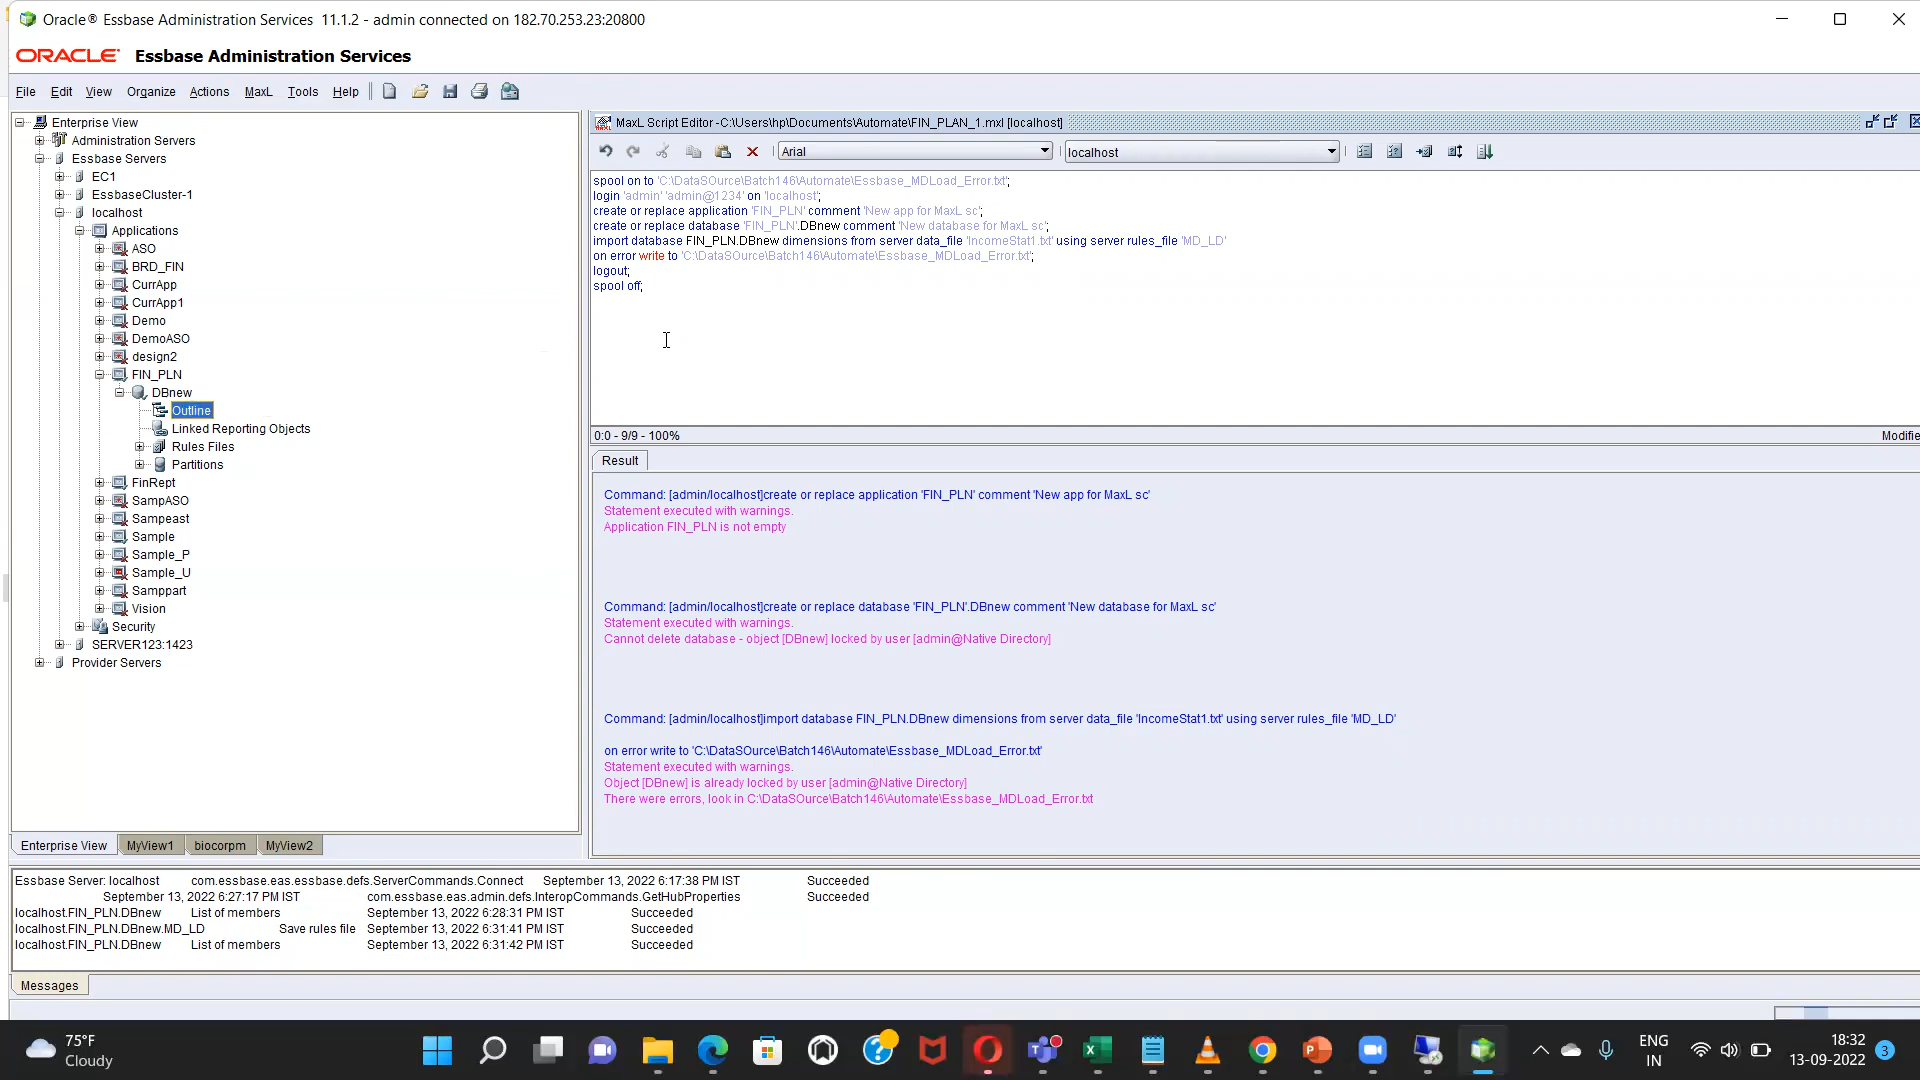 Oracle® Essbase Administration Services 11.1.2 - admin connected on 182.70.253.23:20800
ORACLE Essbase Administration Services
File Edit View Organize Actions MaxL Tools Help
Enterprise View
Administration Servers
Essbase Servers
EC1
EssbaseCluster-1
localhost
Applications
ASO
BRD_FIN
CurrApp
CurrApp1
Demo
DemoASO
design2
FIN_PLN
DBnew
Outline
Linked Reporting Objects
Rules Files
Partitions
FinRept
SampASO
Sampeast
Sample
Sample_P
Sample_U
Samppart
Vision
Security
SERVER123:1423
Provider Servers
Enterprise View MyView1 biocorpm MyView2
MaxL Script Editor -C:\Users\hp\Documents\Automate\FIN_PLAN_1.mxl [localhost]
Arial localhost
spool on to 'C:\DataSOurce\Batch146\Automate\Essbase_MDLoad_Error.txt';
login 'admin' 'admin@1234' on 'localhost';
create or replace application 'FIN_PLN' comment 'New app for MaxL sc';
create or replace database 'FIN_PLN'.DBnew comment 'New database for MaxL sc';
import database FIN_PLN.DBnew dimensions from server data_file 'IncomeStat1.txt' using server rules_file 'MD_LD'
on error write to 'C:\DataSOurce\Batch146\Automate\Essbase_MDLoad_Error.txt';
logout;
spool off;
0:0 - 9/9 - 100% Modifie
Result
Command: [admin/localhost]create or replace application 'FIN_PLN' comment 'New app for MaxL sc'
Statement executed with warnings.
Application FIN_PLN is not empty
Command: [admin/localhost]create or replace database 'FIN_PLN'.DBnew comment 'New database for MaxL sc'
Statement executed with warnings.
Cannot delete database - object [DBnew] locked by user [admin@Native Directory]
Command: [admin/localhost]import database FIN_PLN.DBnew dimensions from server data_file 'IncomeStat1.txt' using server rules_file 'MD_LD'
on error write to 'C:\DataSOurce\Batch146\Automate\Essbase_MDLoad_Error.txt'
Statement executed with warnings.
Object [DBnew] is already locked by user [admin@Native Directory]
There were errors, look in C:\DataSOurce\Batch146\Automate\Essbase_MDLoad_Error.txt
Essbase Server: localhost com.essbase.eas.essbase.defs.ServerCommands.Connect September 13, 2022 6:17:38 PM IST Succeeded
September 13, 2022 6:27:17 PM IST com.essbase.eas.admin.defs.InteropCommands.GetHubProperties Succeeded
localhost.FIN_PLN.DBnew List of members September 13, 2022 6:28:31 PM IST Succeeded
localhost.FIN_PLN.DBnew.MD_LD Save rules file September 13, 2022 6:31:41 PM IST Succeeded
localhost.FIN_PLN.DBnew List of members September 13, 2022 6:31:42 PM IST Succeeded
Messages
75°F
Cloudy
ENG
IN
18:32
13-09-2022
3